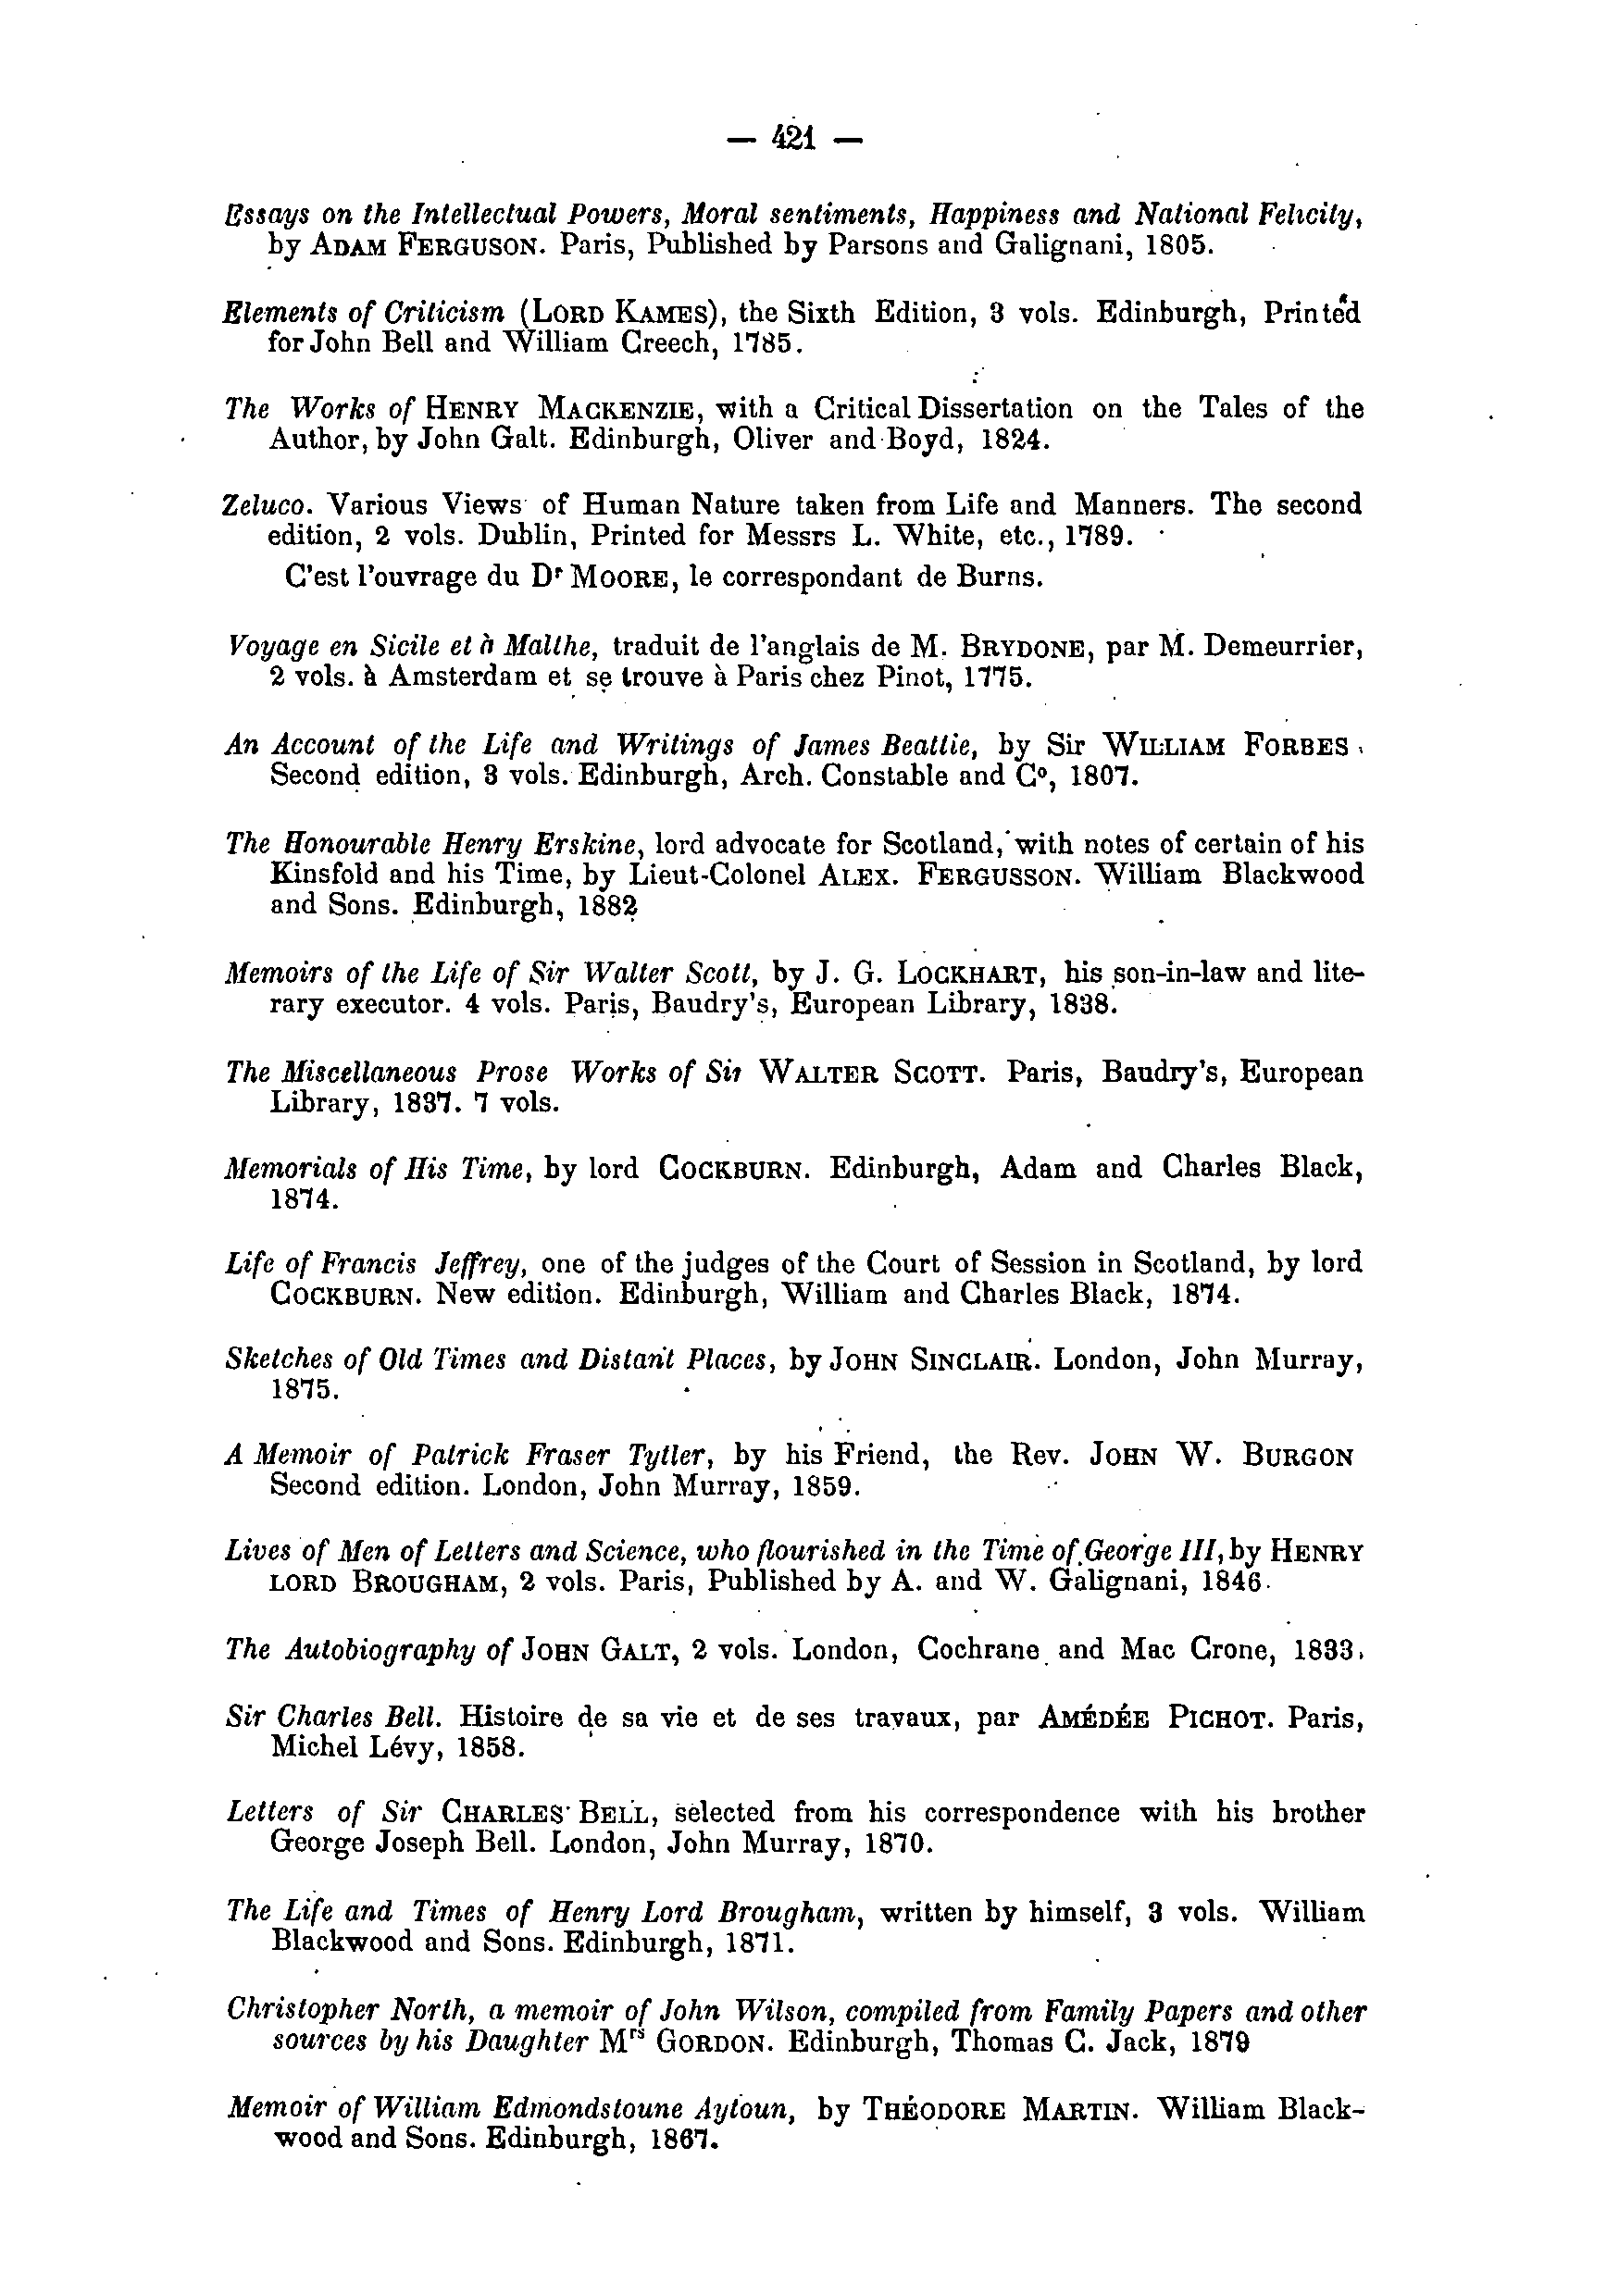 — 421 —
Essays on the Intellectual Powers, Moral sentiments, Happiness and National Felicity,
by ADAM FERGUSON. Paris, Published by Parsons and Galignani, 1805.
Elements of Criticism (LORD KAMES), the Sixth Edition, 3 vols. Edinburgh, Printed
for John Bell and William Creech, 1785.
The Works of HENRY MACKENZIE, with a Critical Dissertation on the Tales of the
Author, by John Galt. Edinburgh, Oliver and Boyd, 1824.
Zeluco. Various Views of Human Nature taken from Life and Manners. The second
edition, 2 vols. Dublin, Printed for Messrs L. White, etc., 1789.
C'est l'ouvrage du Dr MOORE, le correspondant de Burns.
Voyage en Sicile et à Malthe, traduit de l'anglais de M. BRYDONE, par M. Demeurrier,
2 vols. à Amsterdam et se trouve à Paris chez Pinot, 1775.
An Account of the Life and Writings of James Beattie, by Sir WILLIAM FORBES,
Second edition, 3 vols. Edinburgh, Arch. Constable and Co, 1807.
The Honourable Henry Erskine, lord advocate for Scotland, with notes of certain of his
Kinsfold and his Time, by Lieut-Colonel ALEX. FERGUSSON. William Blackwood
and Sons. Edinburgh, 1882
Memoirs of the Life of Sir Walter Scott, by J. G. LOCKHART, his son-in-law and lite-
rary executor. 4 vols. Paris, Baudry's, European Library, 1838.
The Miscellaneous Prose Works of Sir WALTER SCOTT. Paris, Baudry's, European
Library, 1837. 7 vols.
Memorials of His Time, by lord COCKBURN. Edinburgh, Adam and Charles Black,
1874.
Life of Francis Jeffrey, one of the judges of the Court of Session in Scotland, by lord
COCKBURN. New edition. Edinburgh, William and Charles Black, 1874.
Sketches of Old Times and Distant Places, by JOHN SINCLAIR. London, John Murray,
1875.
A Memoir of Patrick Fraser Tytler, by his Friend, the Rev. JOHN W. BURGON
Second edition. London, John Murray, 1859.
Lives of Men of Letters and Science, who flourished in the Time of George III, by HENRY
LORD BROUGHAM, 2 vols. Paris, Published by A. and W. Galignani, 1846.
The Autobiography of JOHN GALT, 2 vols. London, Cochrane and Mac Crone, 1833.
Sir Charles Bell. Histoire de sa vie et de ses travaux, par AMÉDÉE PICHOT. Paris,
Michel Lévy, 1858.
Letters of Sir CHARLES BELL, selected from his correspondence with his brother
George Joseph Bell. London, John Murray, 1870.
The Life and Times of Henry Lord Brougham, written by himself, 3 vols. William
Blackwood and Sons. Edinburgh, 1871.
Christopher North, a memoir of John Wilson, compiled from Family Papers and other
sources by his Daughter Mrs GORDON. Edinburgh, Thomas C. Jack, 1879
Memoir of William Edmondstoune Aytoun, by THÉODORE MARTIN. William Black-
wood and Sons. Edinburgh, 1867.